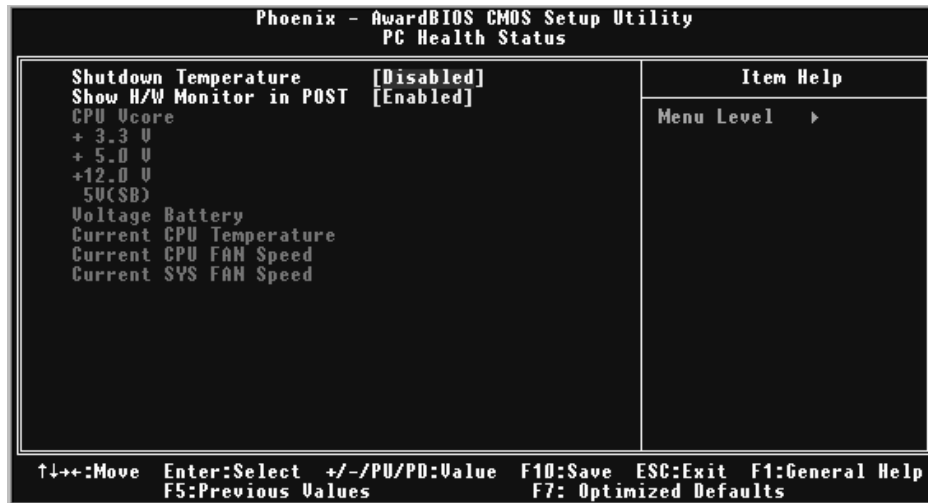 Phoenix - AwardBIOS CMOS Setup Utility
PC Health Status
Shutdown Temperature [Disabled]
Show H/W Monitor in POST [Enabled]
CPU Vcore
+ 3.3 V
+ 5.0 V
+12.0 V
5V(SB)
Voltage Battery
Current CPU Temperature
Current CPU FAN Speed
Current SYS FAN Speed
Item Help
Menu Level ▸
↑↓→←:Move Enter:Select +/-/PU/PD:Value F10:Save ESC:Exit F1:General Help
F5:Previous Values F7: Optimized Defaults